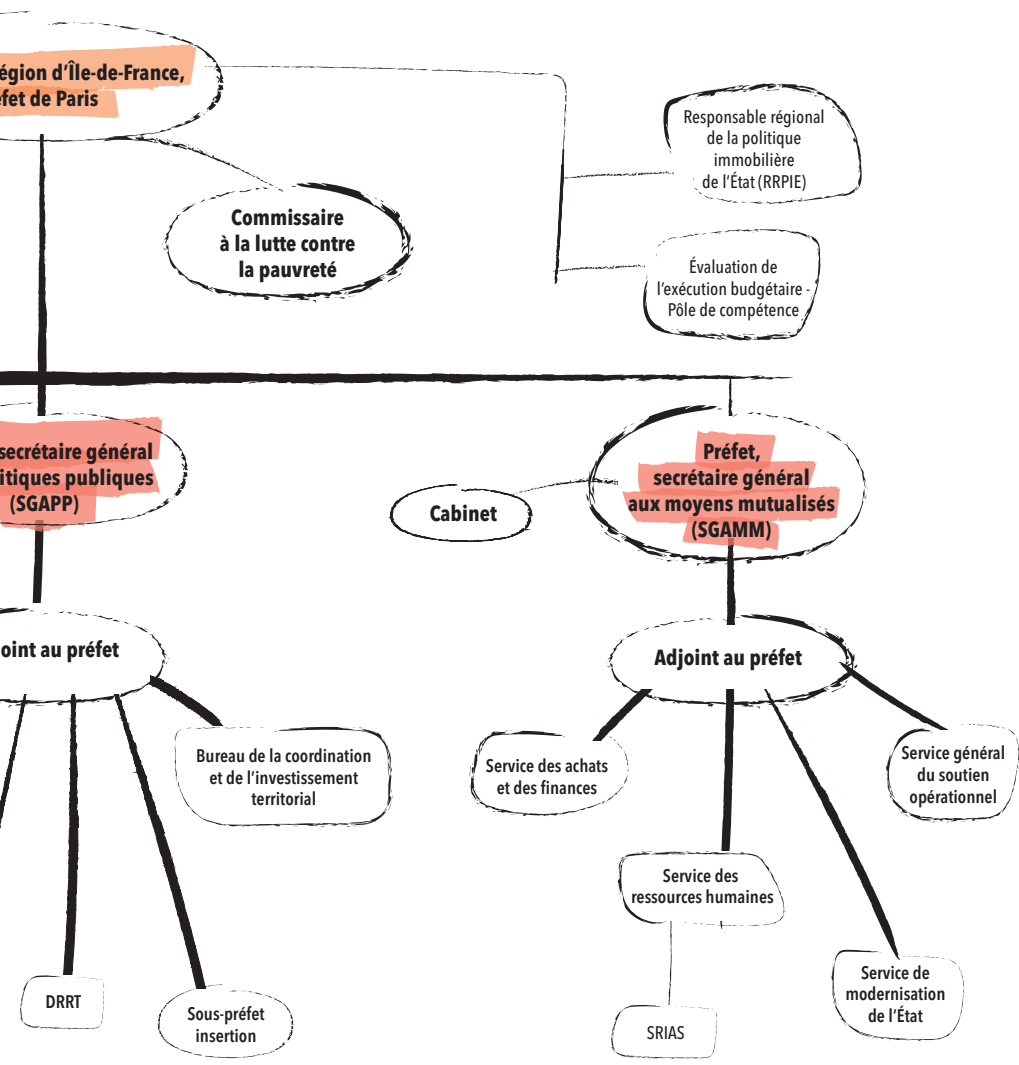 égion d'Île-de-France,
fet de Paris
Responsable régional
de la politique
immobilière
de l'État (RRPIE)
Commissaire
à la lutte contre
la pauvreté
Évaluation de
l'exécution budgétaire -
Pôle de compétence
secrétaire général
itiques publiques
(SGAPP)
Préfet,
secrétaire général
aux moyens mutualisés
(SGAMM)
Cabinet
oint au préfet
Adjoint au préfet
Bureau de la coordination
et de l'investissement
territorial
Service des achats
et des finances
Service général
du soutien
opérationnel
Service des
ressources humaines
DRRT
Sous-préfet
insertion
SRIAS
Service de
modernisation
de l'État